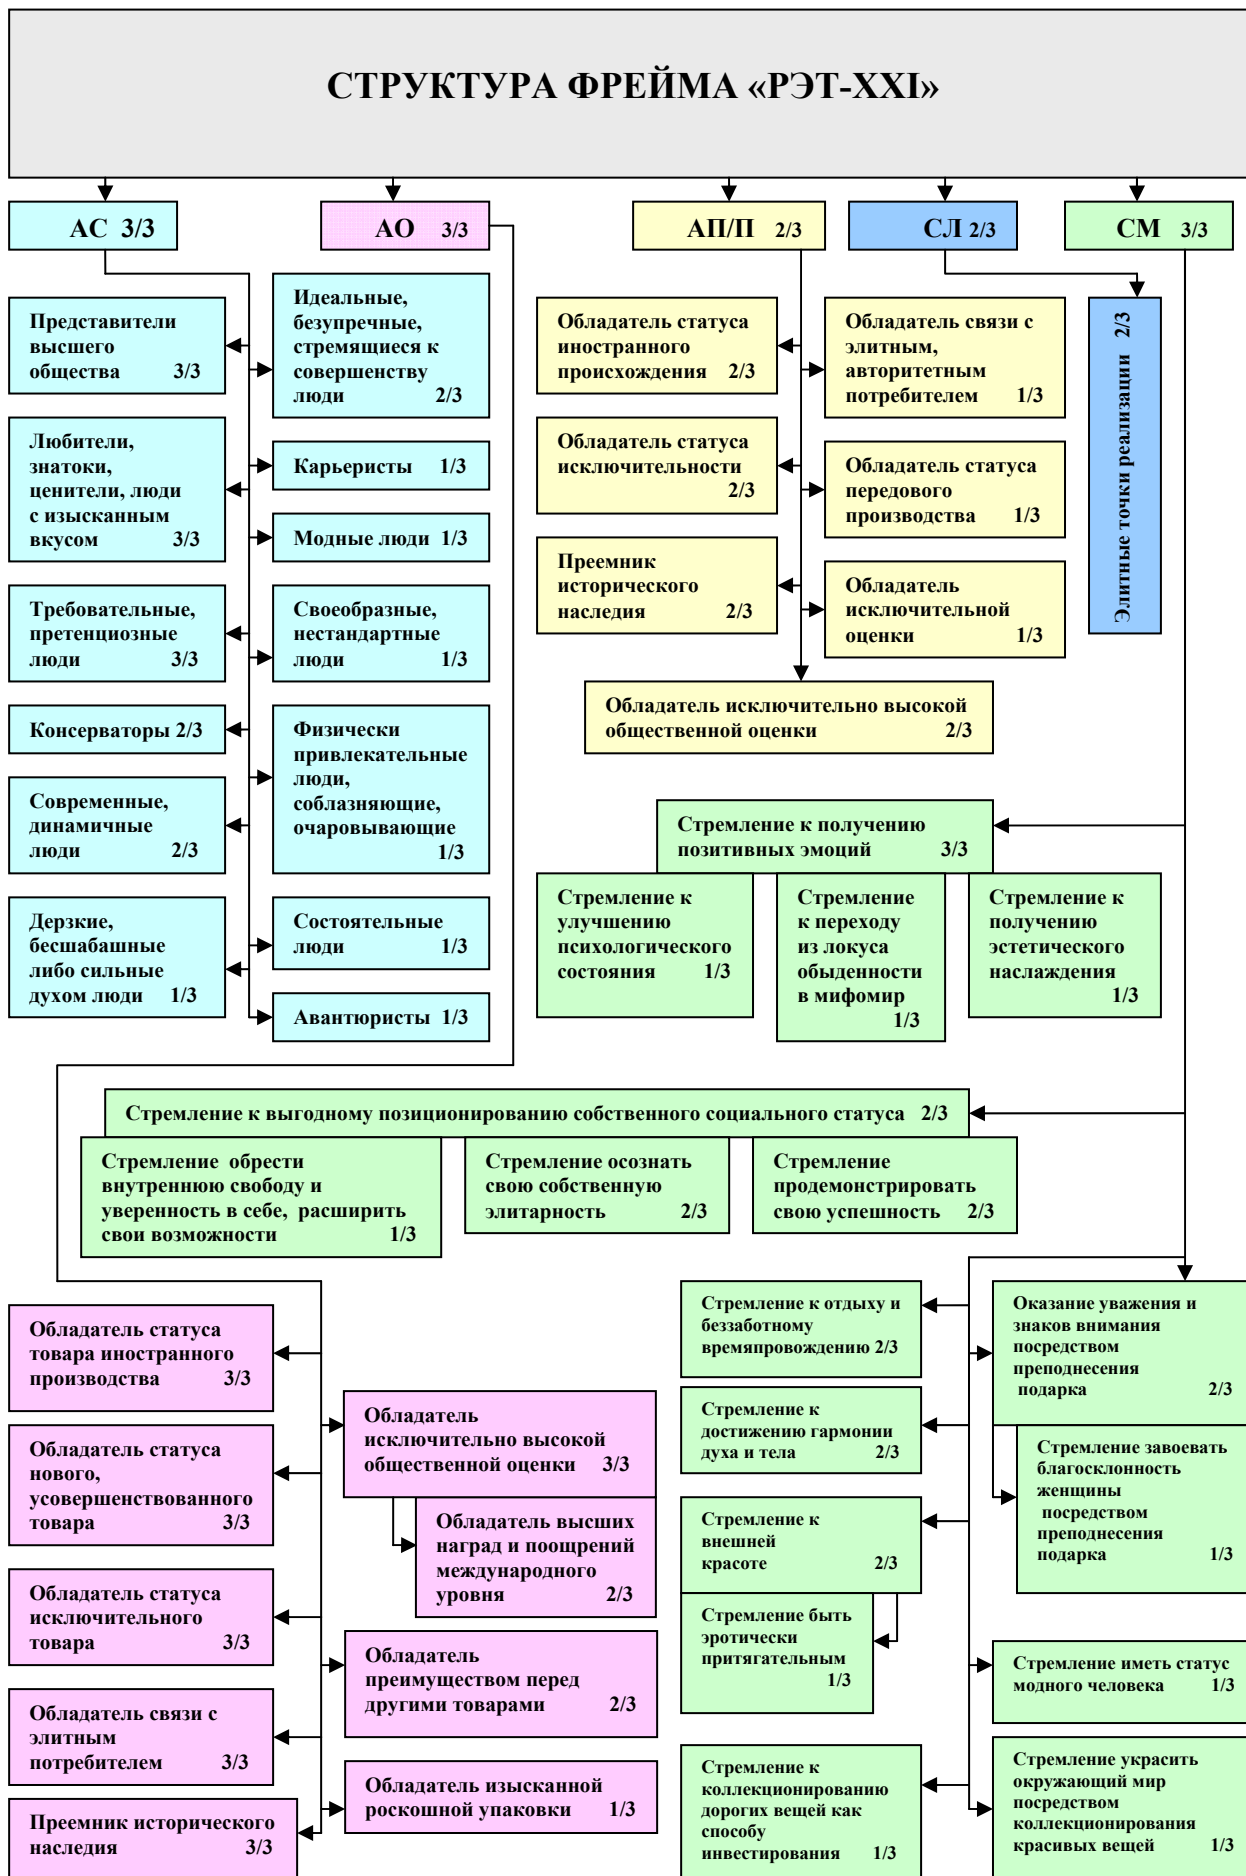 СТРУКТУРА ФРЕЙМА «РЭТ-XXI»
АС 3/3
АО 3/3
АП/П 2/3
СЛ 2/3
СМ 3/3
Представители
высшего
общества 3/3
Любители,
знатоки,
ценители, люди
с изысканным
вкусом 3/3
Требовательные,
претенциозные
люди 3/3
Консерваторы 2/3
Современные,
динамичные
люди 2/3
Дерзкие,
бесшабашные
либо сильные
духом люди 1/3
Идеальные,
безупречные,
стремящиеся к
совершенству
люди 2/3
Карьеристы 1/3
Модные люди 1/3
Своеобразные,
нестандартные
люди 1/3
Физически
привлекательные
люди,
соблазняющие,
очаровывающие
1/3
Состоятельные
люди 1/3
Авантюристы 1/3
Обладатель статуса
иностранного
происхождения 2/3
Обладатель статуса
исключительности
2/3
Преемник
исторического
наследия 2/3
Обладатель связи с
элитным,
авторитетным
потребителем 1/3
Обладатель статуса
передового
производства 1/3
Обладатель
исключительной
оценки 1/3
Обладатель исключительно высокой
общественной оценки 2/3
Элитные точки реализации 2/3
Стремление к получению
позитивных эмоций 3/3
Стремление к
улучшению
психологического
состояния 1/3
Стремление
к переходу
из локуса
обыденности
в мифомир
1/3
Стремление к
получению
эстетического
наслаждения
1/3
Стремление к выгодному позиционированию собственного социального статуса 2/3
Стремление обрести
внутреннюю свободу и
уверенность в себе, расширить
свои возможности 1/3
Стремление осознать
свою собственную
элитарность 2/3
Стремление
продемонстрировать
свою успешность 2/3
Обладатель статуса
товара иностранного
производства 3/3
Обладатель статуса
нового,
усовершенствованного
товара 3/3
Обладатель статуса
исключительного
товара 3/3
Обладатель связи с
элитным
потребителем 3/3
Преемник исторического
наследия 3/3
Обладатель
исключительно высокой
общественной оценки 3/3
Обладатель высших
наград и поощрений
международного
уровня 2/3
Обладатель
преимуществом перед
другими товарами 2/3
Обладатель изысканной
роскошной упаковки 1/3
Стремление к отдыху и
беззаботному
времяпровождению 2/3
Стремление к
достижению гармонии
духа и тела 2/3
Стремление к
внешней
красоте 2/3
Стремление быть
эротически
притягательным
1/3
Стремление к
коллекционированию
дорогих вещей как
способу
инвестирования 1/3
Оказание уважения и
знаков внимания
посредством
преподнесения
подарка 2/3
Стремление завоевать
благосклонность
женщины
посредством
преподнесения
подарка 1/3
Стремление иметь статус
модного человека 1/3
Стремление украсить
окружающий мир
посредством
коллекционирования
красивых вещей 1/3